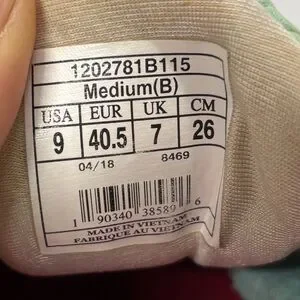 1202781B115
Medium(B)
USA EUR UK CM
9 40.5 7 26
04/18 8469
1 90340 38589 6
MADE IN VIETNAM
FABRIQUE AU VIETNAM